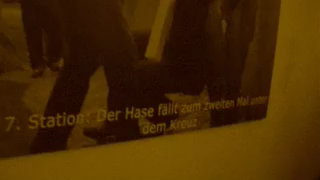 7. Station: Der Hase fällt zum zweiten Mal unter
dem Kreuz